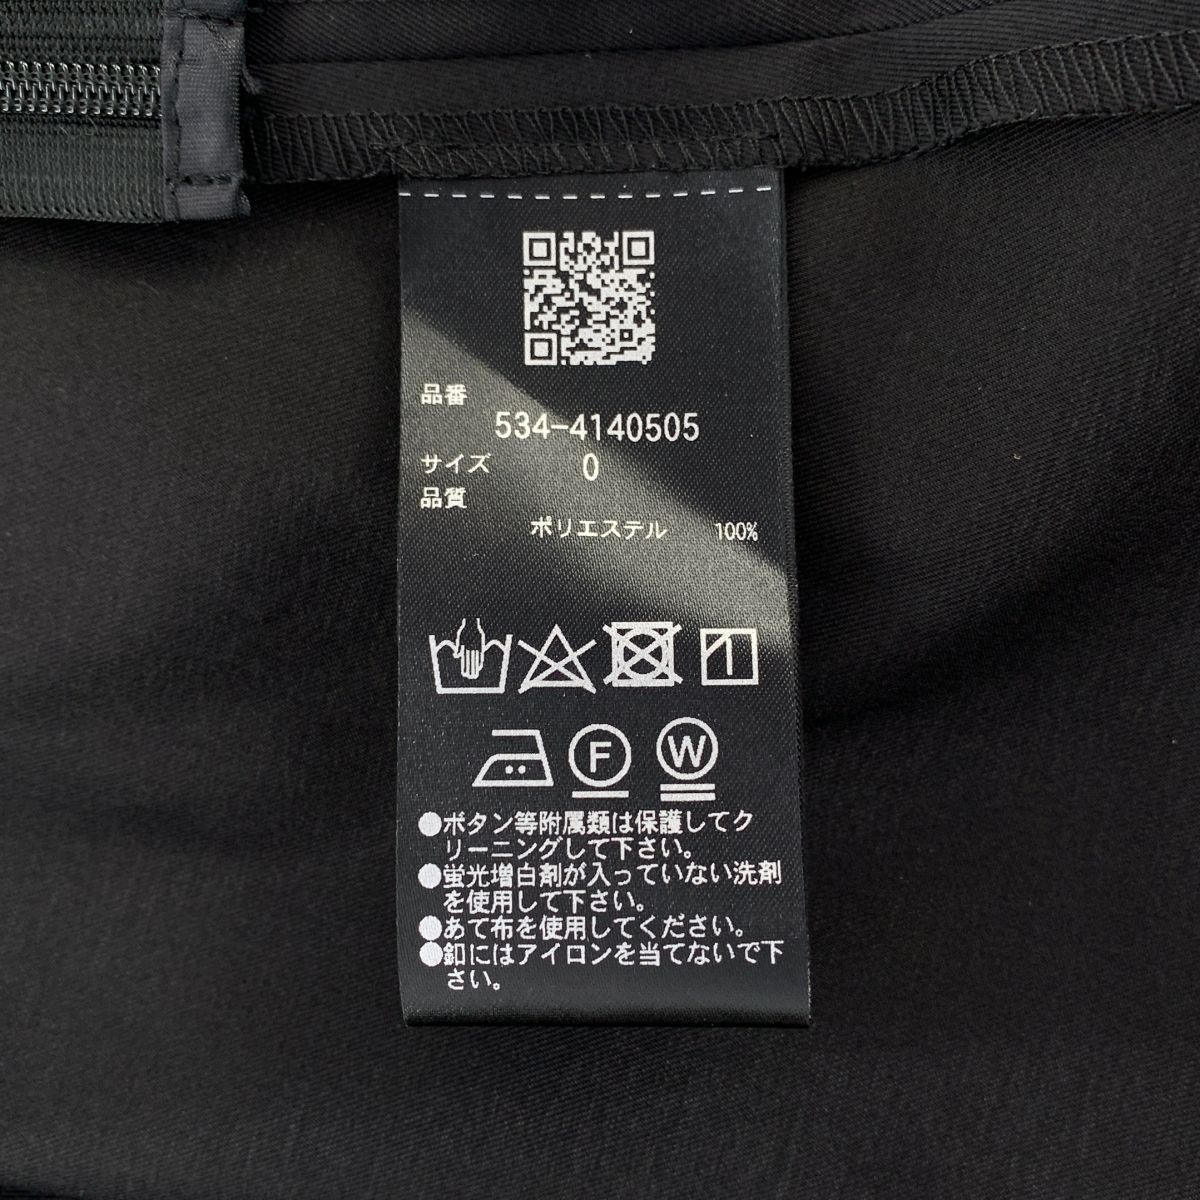 品番
534-4140505
サイズ 0
品質
ポリエステル 100%
F W
●ボタン等附属類は保護してク
リーニングして下さい。
●蛍光増白剤が入っていない洗剤
を使用して下さい。
●あて布を使用してください。
●釦にはアイロンを当てないで下
さい。